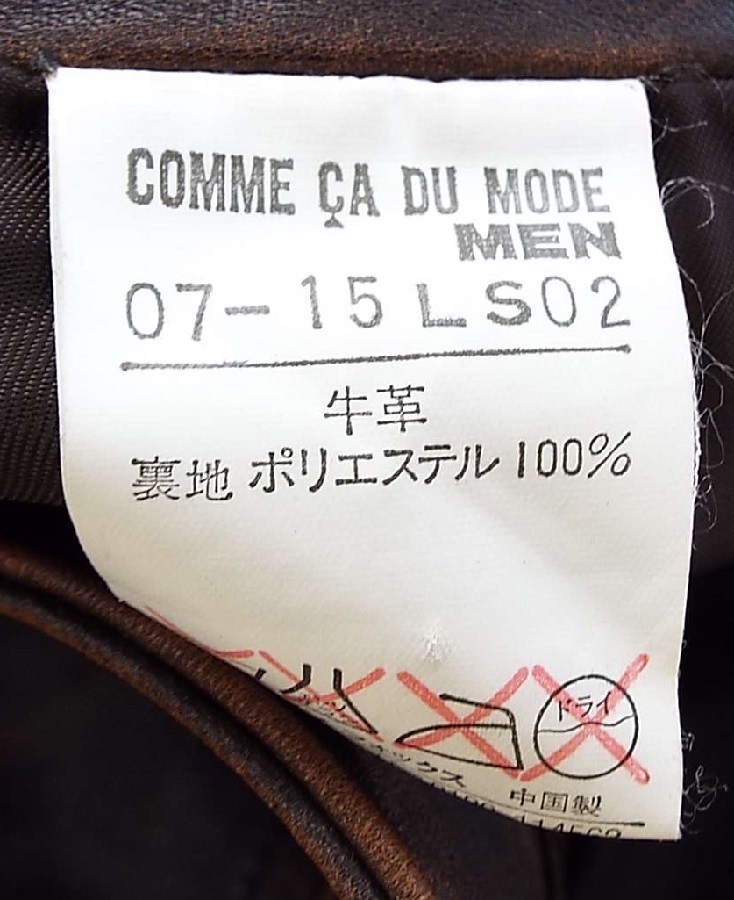 COMME ÇA DU MODE
MEN
07-15 LS02
牛革
裏地 ポリエステル 100%
ドライ
中国製